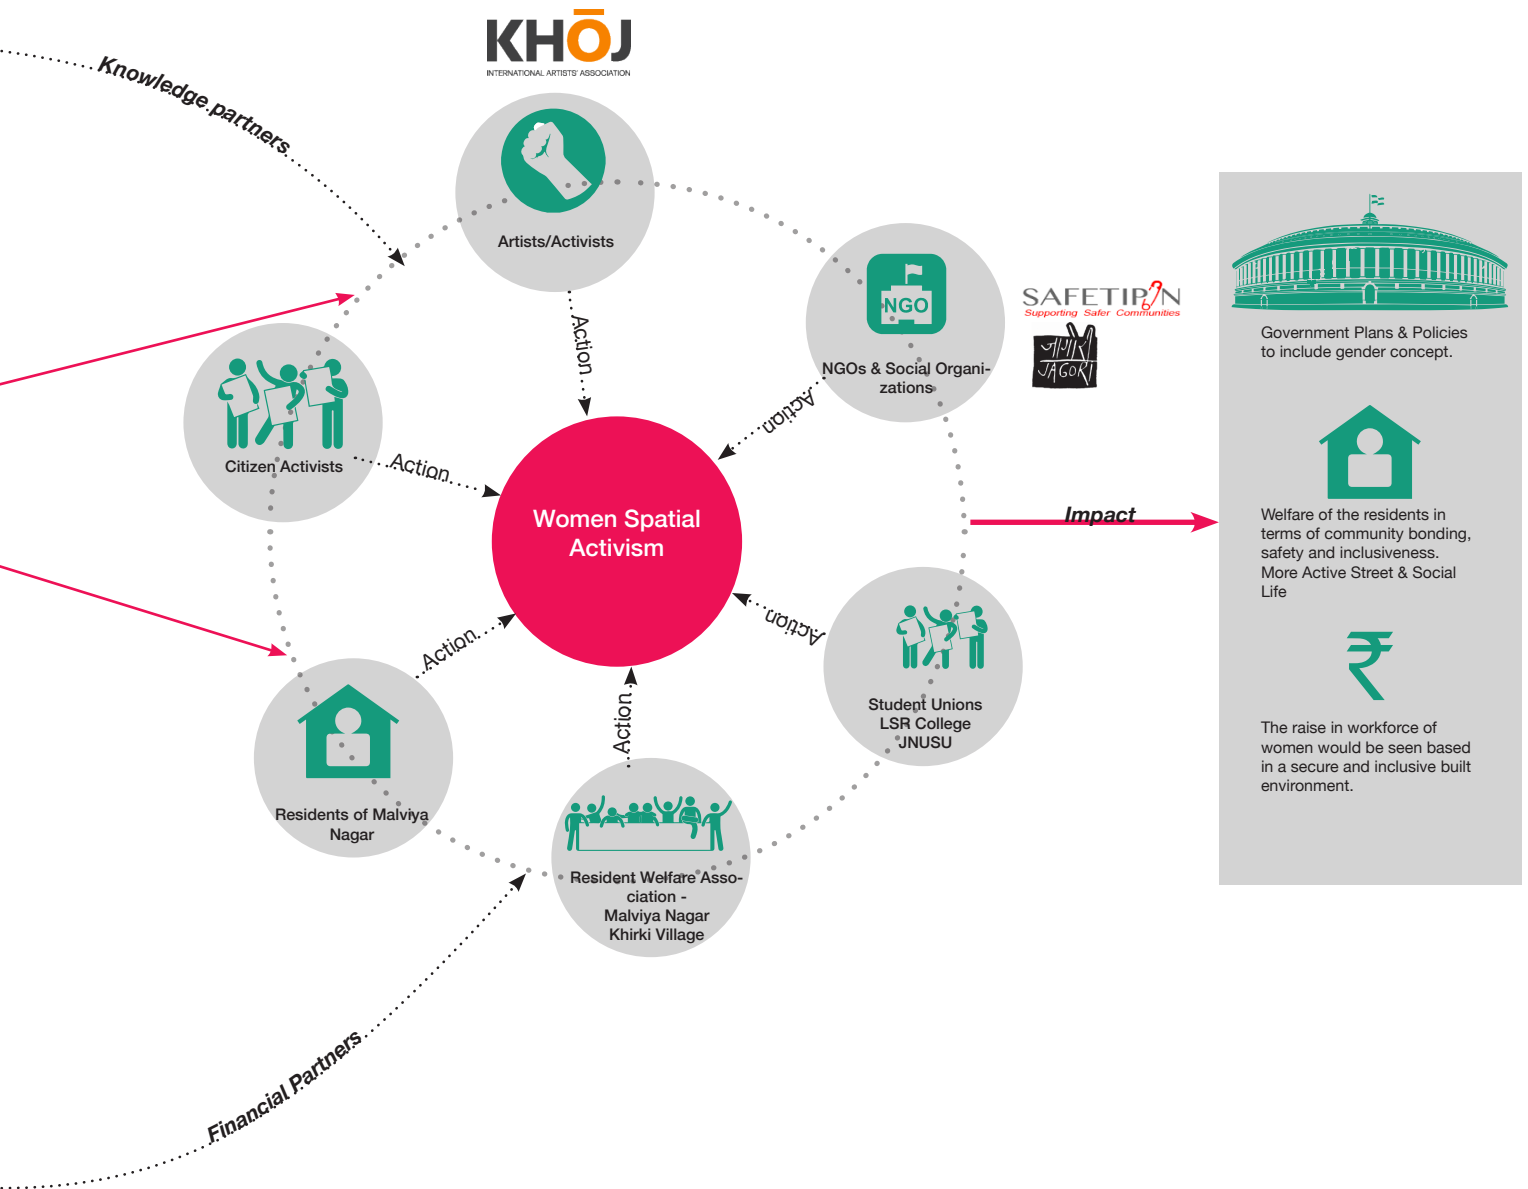 KHŌJ
INTERNATIONAL ARTISTS' ASSOCIATION
Knowledge partners
Artists/Activists
Action
NGO
NGOs & Social Organi-
zations
Action
SAFETIPIN
Supporting Safer Communities
जागोरी
JAGORI
Citizen Activists
Action
Women Spatial
Activism
Impact
Action
Student Unions
LSR College
JNUSU
Action
Residents of Malviya
Nagar
Action
Resident Welfare Asso-
ciation -
Malviya Nagar
Khirki Village
Financial Partners
Government Plans & Policies
to include gender concept.
Welfare of the residents in
terms of community bonding,
safety and inclusiveness.
More Active Street & Social
Life
₹
The raise in workforce of
women would be seen based
in a secure and inclusive built
environment.